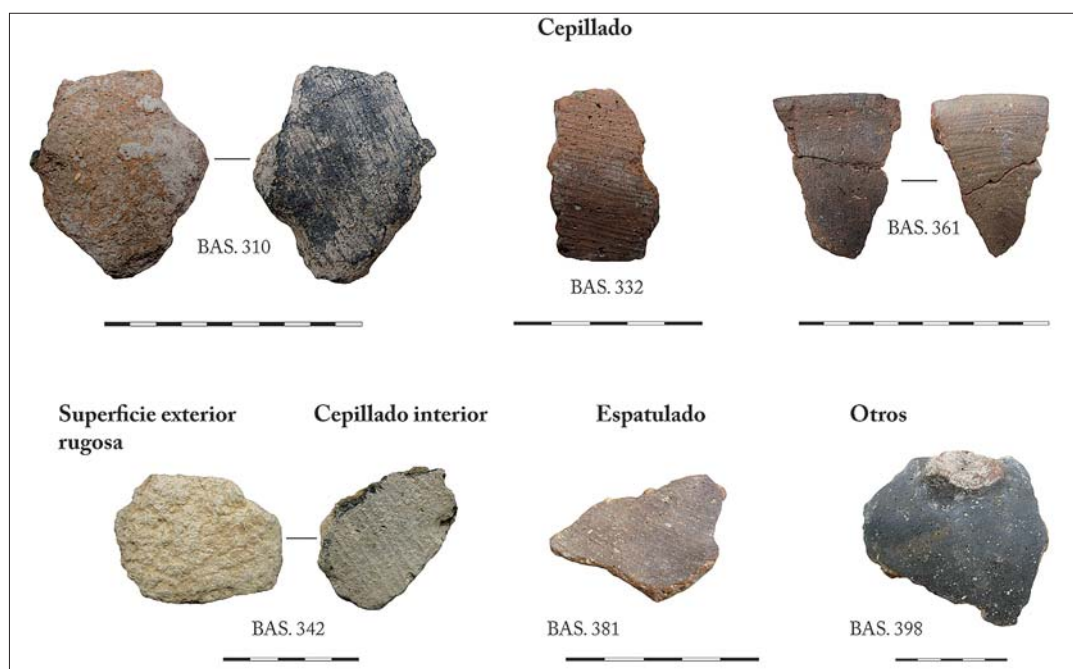 Cepillado
BAS. 310
BAS. 332
BAS. 361
Superficie exterior
rugosa
Cepillado interior
Espatulado
Otros
BAS. 342
BAS. 381
BAS. 398